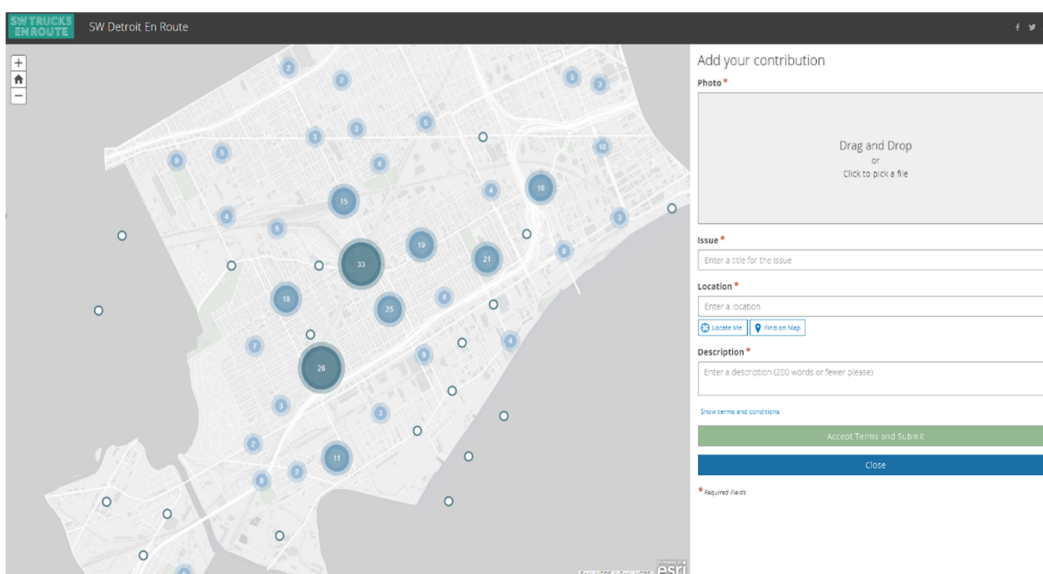 SW TRUCKS
EN ROUTE
SW Detroit En Route
Add your contribution
Photo *
Drag and Drop
or
Click to pick a file
Issue *
Enter a title for the issue
Location *
Enter a location
Locate Me
Find on Map
Description *
Enter a description (200 words or fewer please)
Show terms and conditions
Accept Terms and Submit
Close
* Required Fields
2
2
3
3
5
2
3
10
5
6
4
4
16
15
4
3
5
19
8
21
33
18
4
25
4
7
9
26
3
3
2
11
2
esri